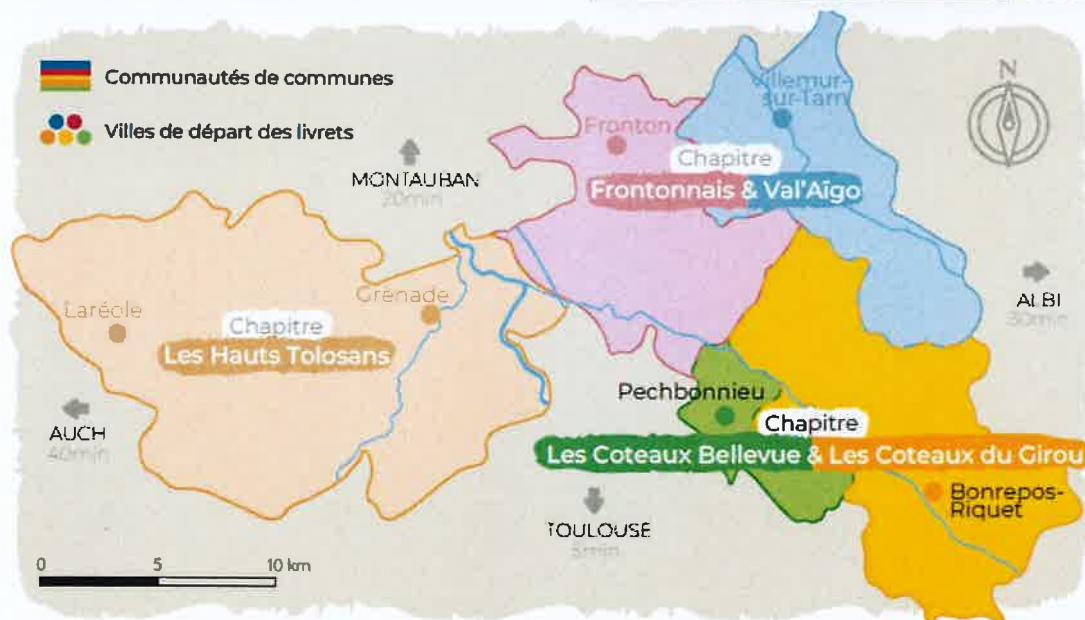 Communautés de communes
Villes de départ des livrets
N
Villemur-
sur-Tarn
Fronton
Chapitre
Frontonnais & Val'Aïgo
MONTAUBAN
20min
ALBI
30min
Laréole
Grenade
Chapitre
Les Hauts Tolosans
Pechbonnieu
Chapitre
Les Coteaux Bellevue & Les Coteaux du Girou
AUCH
40min
Bonrepos-
Riquet
TOULOUSE
5min
0 5 10 km